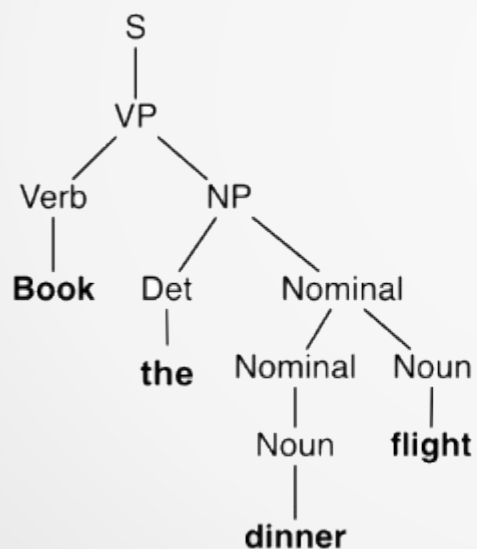 S
VP
Verb NP
Book Det Nominal
the Nominal Noun
Noun flight
dinner